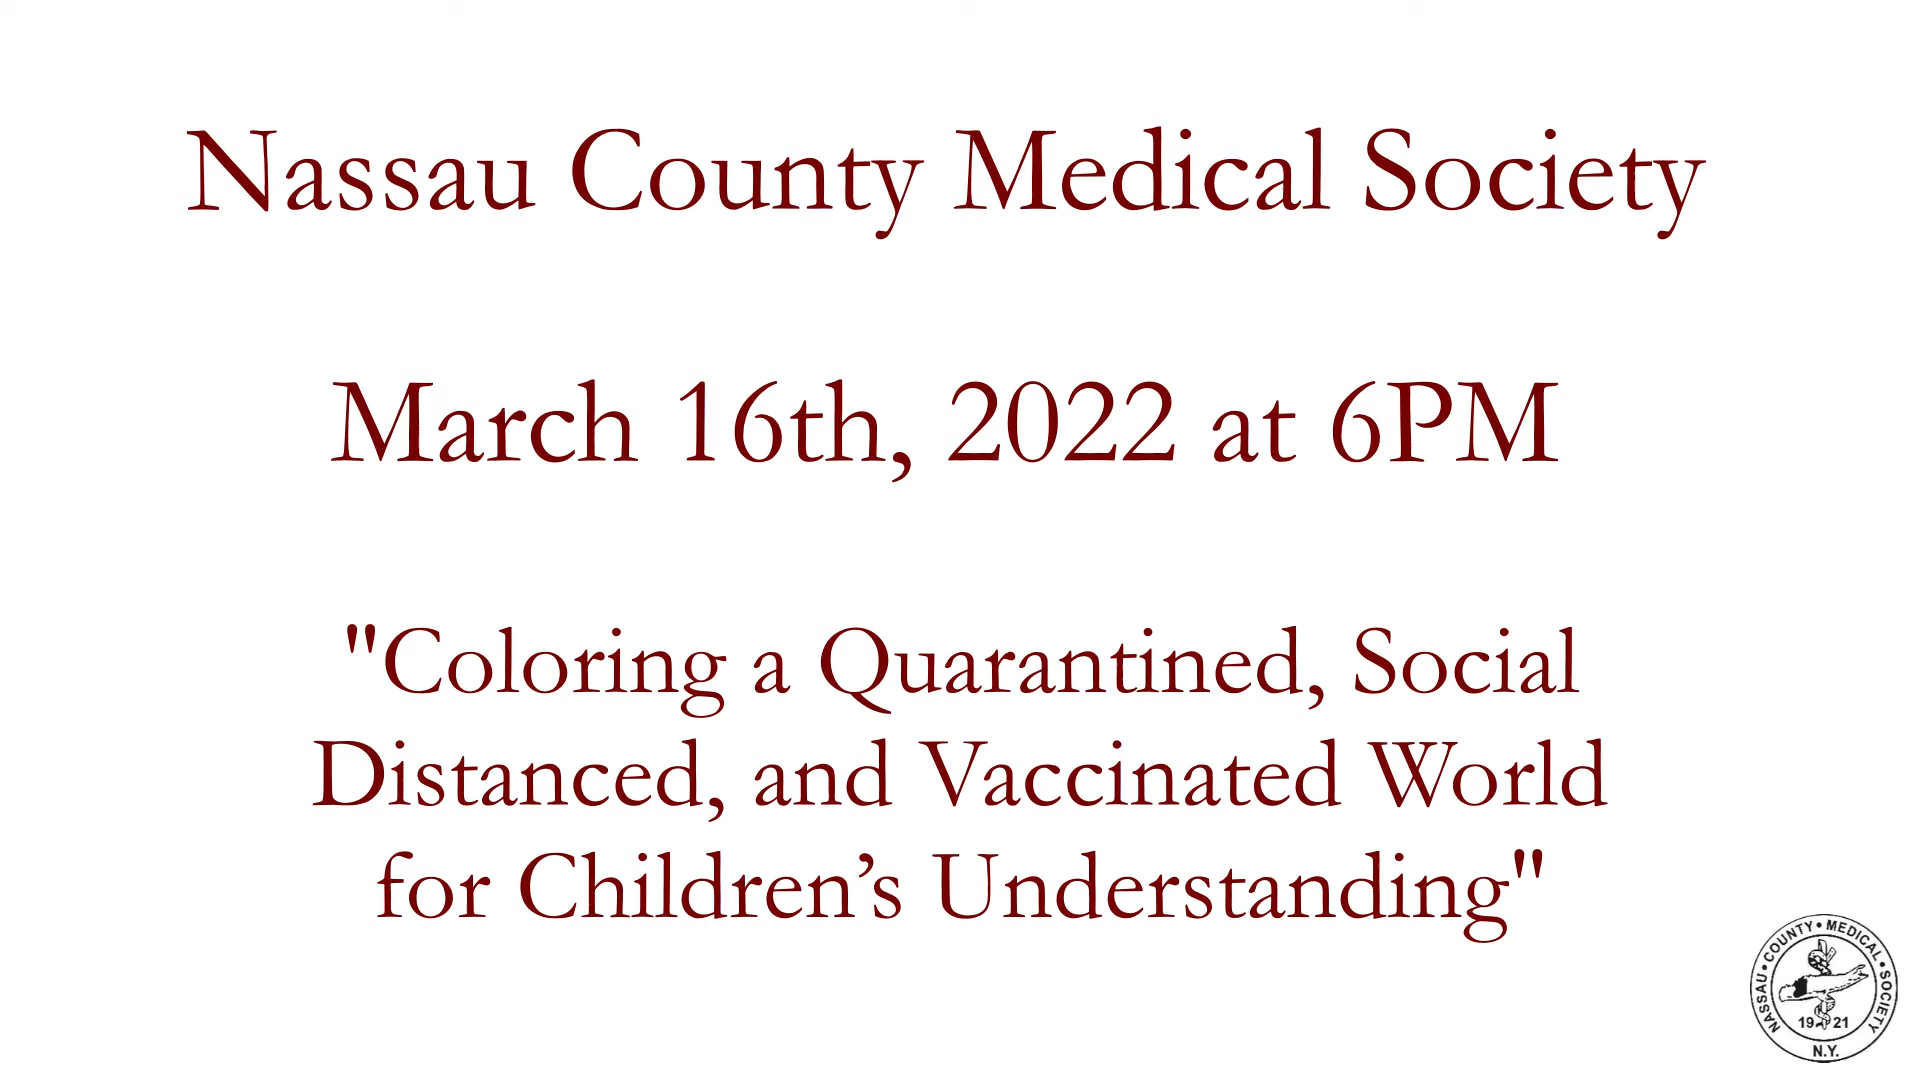 Nassau County Medical Society
March 16th, 2022 at 6PM
"Coloring a Quarantined, Social
Distanced, and Vaccinated World
for Children’s Understanding"
NASSAU • COUNTY • MEDICAL • SOCIETY
19 21
N.Y.